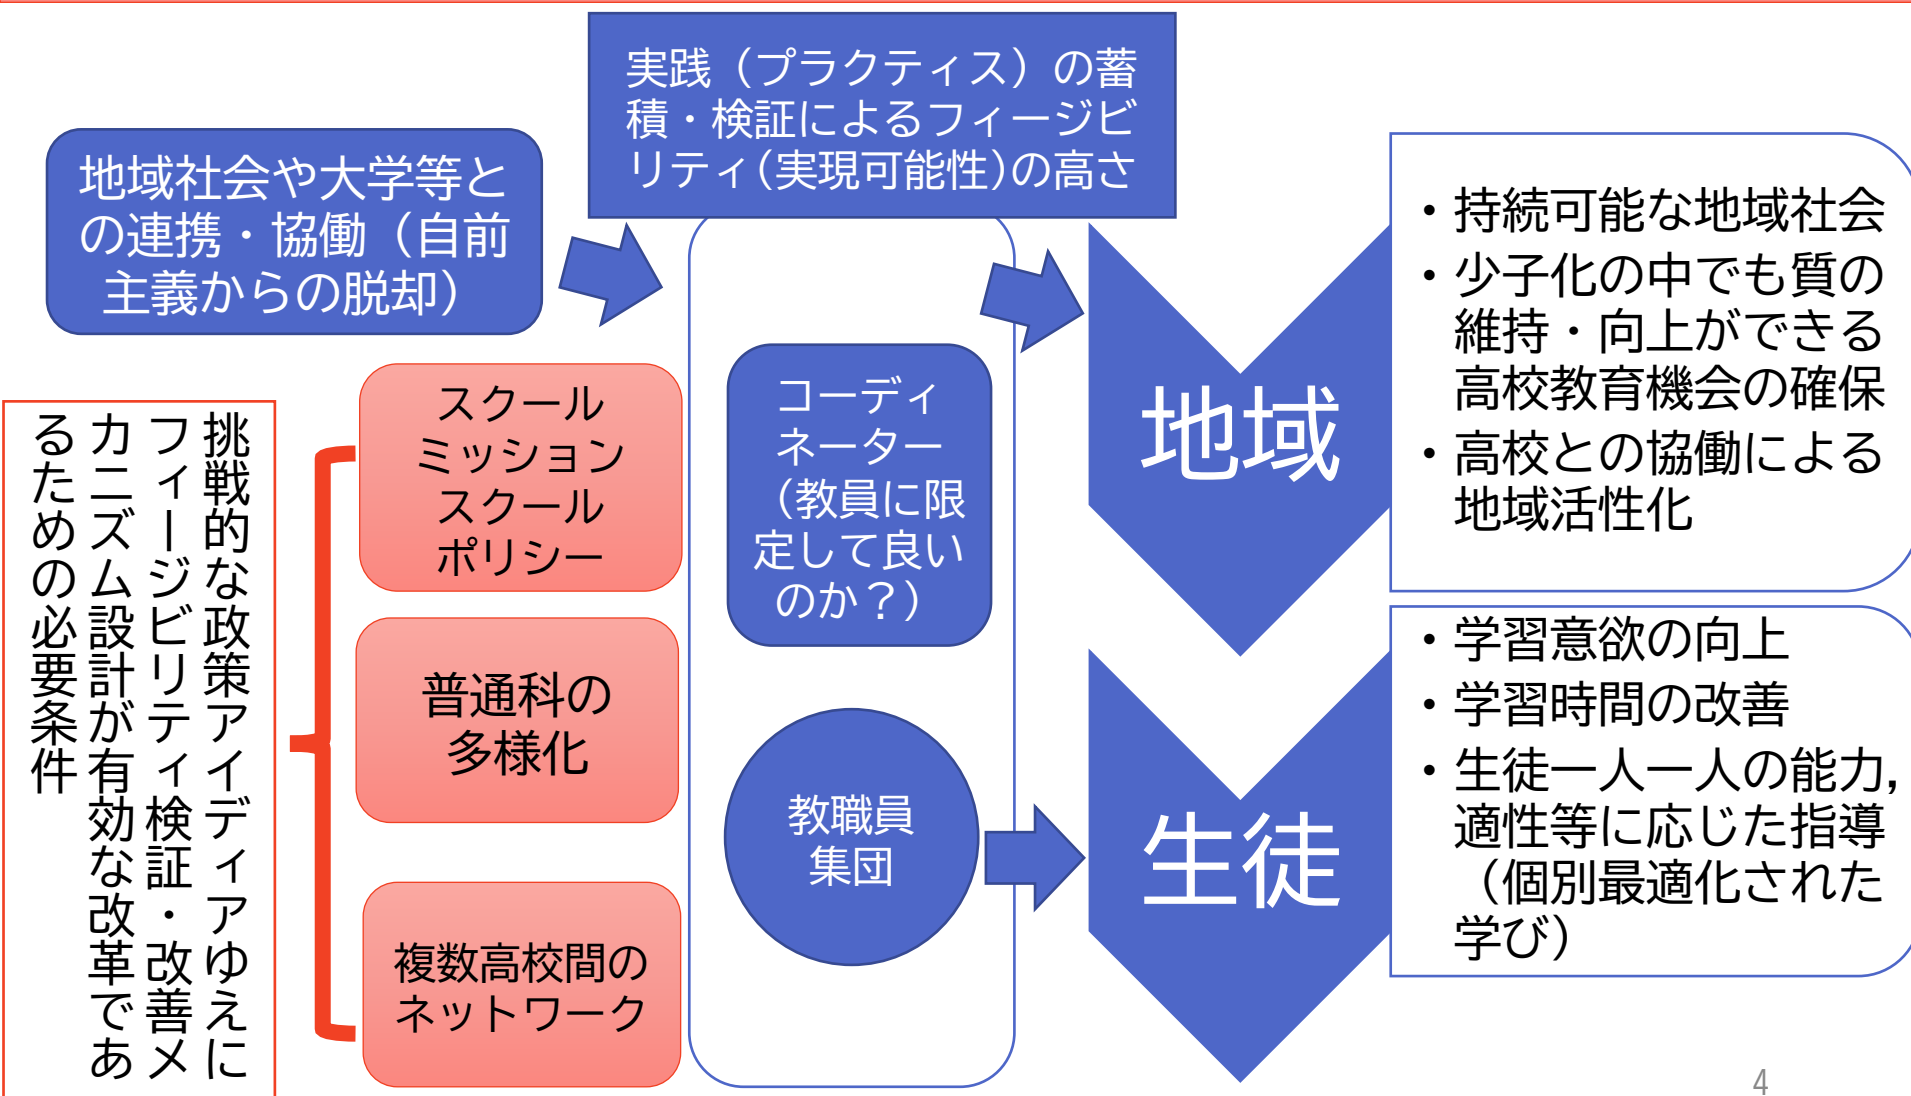 実践（プラクティス）の蓄
積・検証によるフィージビ
リティ(実現可能性)の高さ
地域社会や大学等と
の連携・協働（自前
主義からの脱却）
挑戦的な政策アイディアゆえに
フィージビリティ検証・改善メ
カニズム設計が有効な改革であ
るための必要条件
スクール
ミッション
スクール
ポリシー
普通科の
多様化
複数高校間の
ネットワーク
コーディ
ネーター
（教員に限
定して良い
のか？）
教職員
集団
地域
・持続可能な地域社会
・少子化の中でも質の
維持・向上ができる
高校教育機会の確保
・高校との協働による
地域活性化
生徒
・学習意欲の向上
・学習時間の改善
・生徒一人一人の能力,
適性等に応じた指導
（個別最適化された
学び）
4